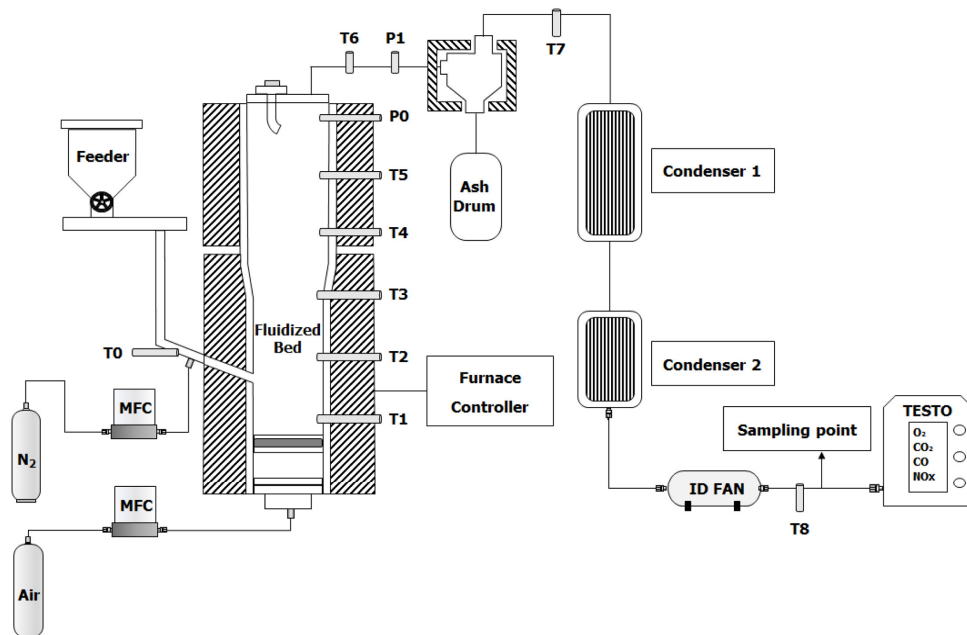 T6
P1
T7
P0
Feeder
T5
Ash
Drum
Condenser 1
T4
T3
Fluidized
Bed
T0
T2
Condenser 2
Furnace
Controller
MFC
T1
N₂
Sampling point
TESTO
O₂
CO₂
CO
NOx
ID FAN
T8
MFC
Air